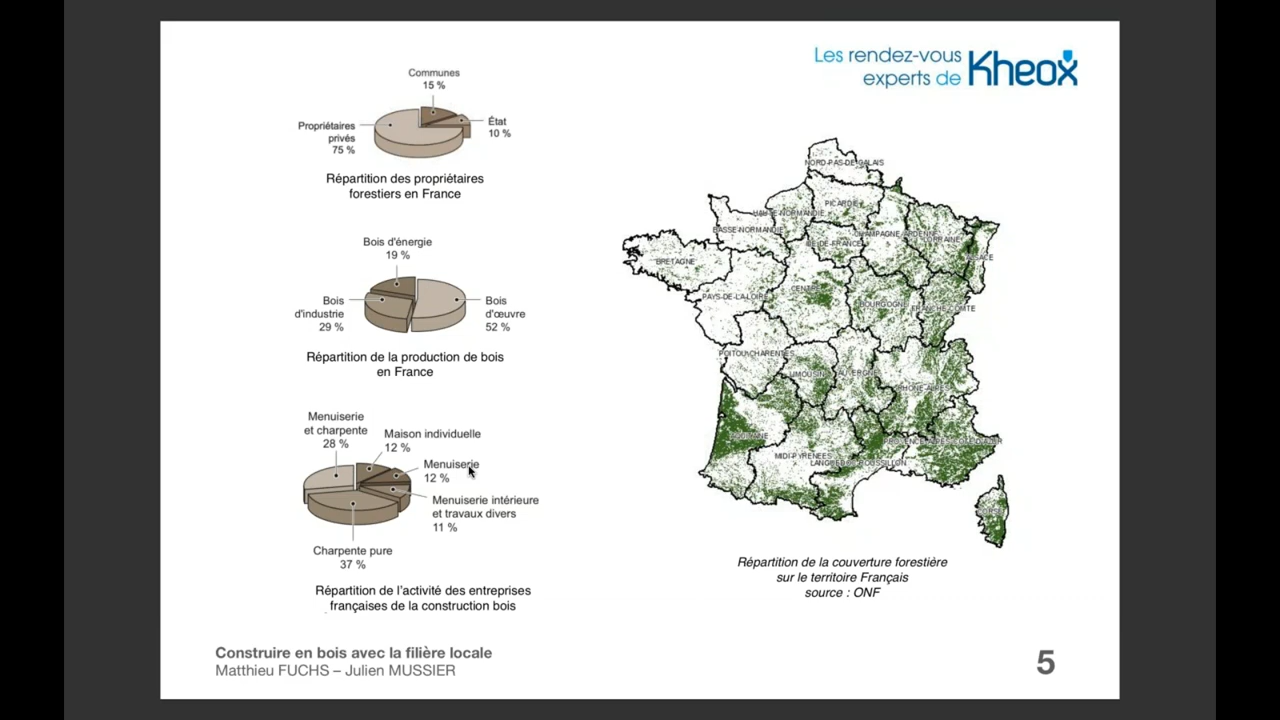 Les rendez-vous
experts de Kheox
Communes
15 %
État
10 %
Propriétaires
privés
75 %
Répartition des propriétaires
forestiers en France
Bois d'énergie
19 %
Bois
d'industrie
29 %
Bois
d'œuvre
52 %
Répartition de la production de bois
en France
Menuiserie
et charpente
28 %
Maison individuelle
12 %
Menuiserie
12 %
Menuiserie intérieure
et travaux divers
11 %
Charpente pure
37 %
Répartition de l'activité des entreprises
françaises de la construction bois
NORD-PAS-DE-CALAIS
PICARDIE
HAUTE-NORMANDIE
BASSE-NORMANDIE
CHAMPAGNE-ARDENNE
LORRAINE
ILE-DE-FRANCE
ALSACE
BRETAGNE
CENTRE
PAYS-DE-LA-LOIRE
BOURGOGNE
FRANCHE-COMTE
POITOU-CHARENTES
LIMOUSIN
AUVERGNE
RHONE-ALPES
AQUITAINE
PROVENCE-ALPES-COTE-D'AZUR
MIDI-PYRENEES
LANGUEDOC-ROUSSILLON
CORSE
Répartition de la couverture forestière
sur le territoire Français
source : ONF
Construire en bois avec la filière locale
Matthieu FUCHS – Julien MUSSIER
5